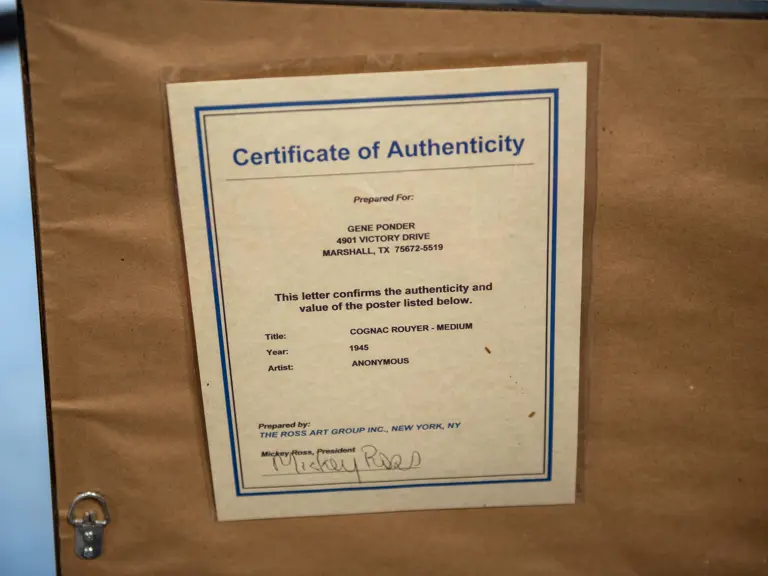 Certificate of Authenticity
Prepared For:
GENE PONDER
4901 VICTORY DRIVE
MARSHALL, TX 75672-5519
This letter confirms the authenticity and
value of the poster listed below.
Title: COGNAC ROUYER - MEDIUM
Year: 1945
Artist: ANONYMOUS
Prepared by:
THE ROSS ART GROUP INC., NEW YORK, NY
Mickey Ross, President
Mickey Ross